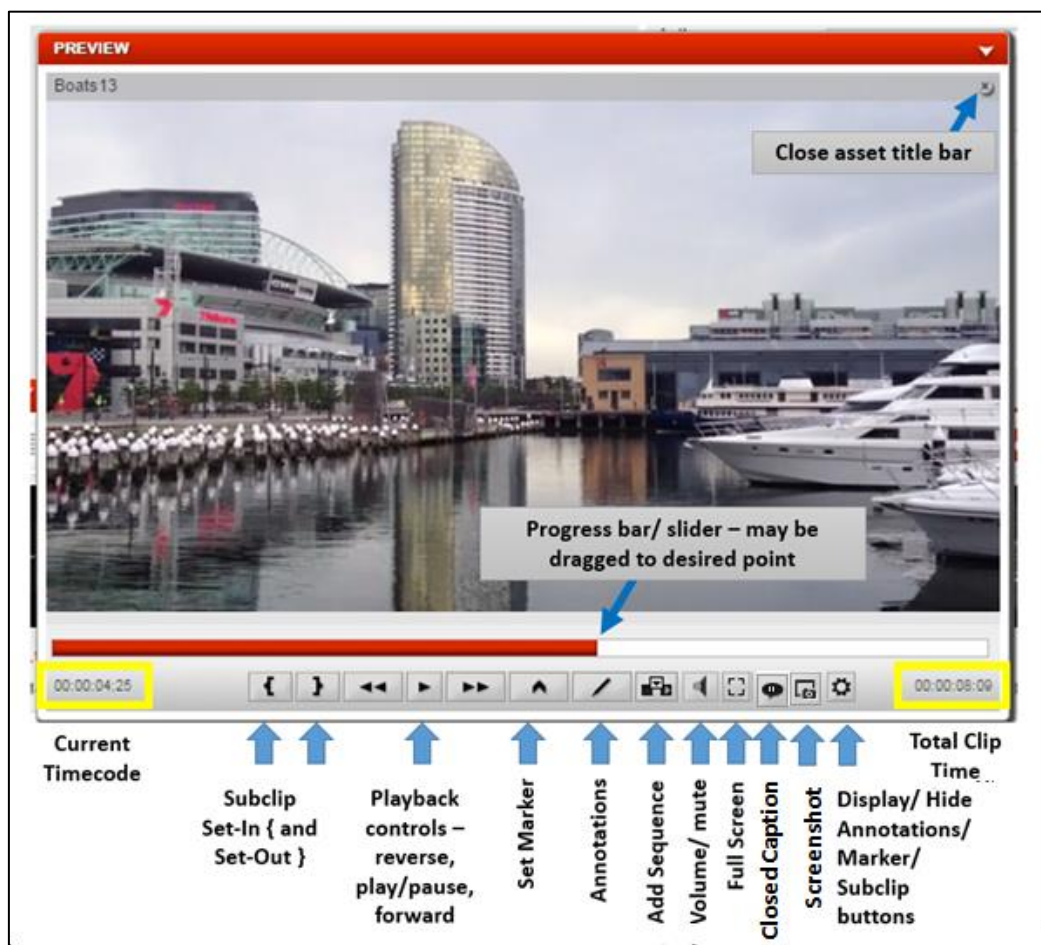 PREVIEW
Boats13
Close asset title bar
7
7
Progress bar/ slider – may be
dragged to desired point
00:00:04:25
{ }
00:00:08:09
Current
Timecode
Subclip
Set-In { and
Set-Out }
Playback
controls –
reverse,
play/pause,
forward
Set Marker
Annotations
Add Sequence
Volume/ mute
Full Screen
Closed Caption
Screenshot
Total Clip
Time
Display/ Hide
Annotations/
Marker/
Subclip
buttons